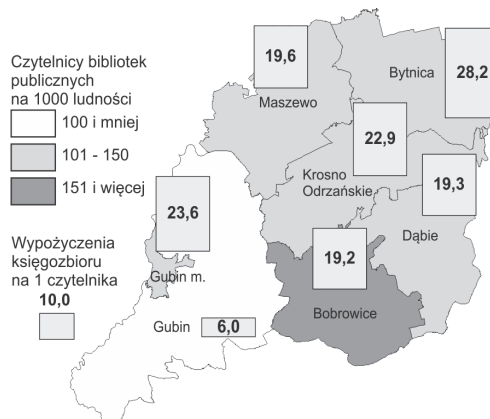 Czytelnicy bibliotek
publicznych
na 1000 ludności
100 i mniej
101 - 150
151 i więcej
Wypożyczenia
księgozbioru
na 1 czytelnika
10,0
19,6
Maszewo
Bytnica
28,2
22,9
Krosno
Odrzańskie
19,3
Dąbie
23,6
Gubin m.
19,2
Bobrowice
Gubin
6,0